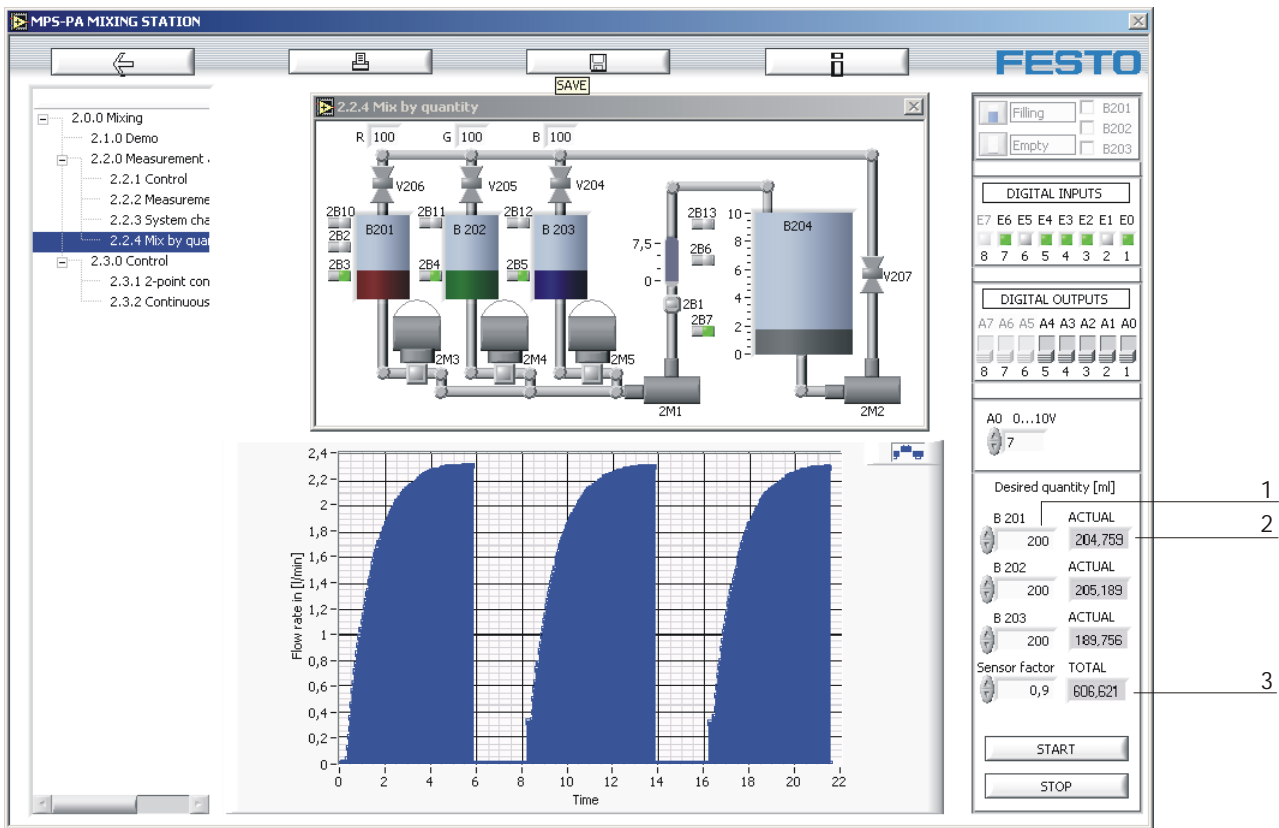 MPS-PA MIXING STATION
FESTO
SAVE
2.0.0 Mixing
2.1.0 Demo
2.2.0 Measurement
2.2.1 Control
2.2.2 Measureme
2.2.3 System cha
2.2.4 Mix by quan
2.3.0 Control
2.3.1 2-point con
2.3.2 Continuous
2.2.4 Mix by quantity
R 100 G 100 B 100
V206 V205 V204
2B10 2B11 2B12 2B13
2B2 2B6
2B3 2B4 2B5
B201 B 202 B 203 B204
7,5
0
2B1
2B7
10
8
6
4
2
0
V207
2M3 2M4 2M5
2M1 2M2
2,4
2,2
2
1,8
1,6
1,4
1,2
1
0,8
0,6
0,4
0,2
0
Flow rate in [l/min]
0 2 4 6 8 10 12 14 16 18 20 22
Time
Filling B201
B202
Empty B203
DIGITAL INPUTS
E7 E6 E5 E4 E3 E2 E1 E0
8 7 6 5 4 3 2 1
DIGITAL OUTPUTS
A7 A6 A5 A4 A3 A2 A1 A0
8 7 6 5 4 3 2 1
A0 0...10V
7
Desired quantity [ml]
B 201 ACTUAL
200 204,759
B 202 ACTUAL
200 205,189
B 203 ACTUAL
200 189,756
Sensor factor TOTAL
0,9 606,621
START
STOP
1
2
3